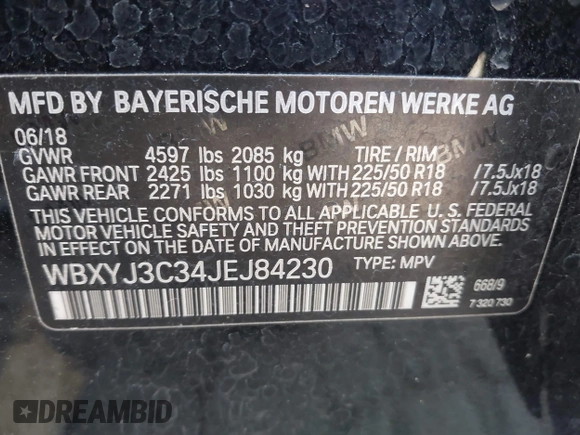 MFD BY BAYERISCHE MOTOREN WERKE AG
06/18
GVWR 4597 lbs 2085 kg TIRE / RIM
GAWR FRONT 2425 lbs 1100 kg WITH 225/50 R18 /7.5Jx18
GAWR REAR 2271 lbs 1030 kg WITH 225/50 R18 /7.5Jx18
THIS VEHICLE CONFORMS TO ALL APPLICABLE U.S. FEDERAL
MOTOR VEHICLE SAFETY AND THEFT PREVENTION STANDARDS
IN EFFECT ON THE DATE OF MANUFACTURE SHOWN ABOVE.
WBXYJ3C34JEJ84230 TYPE: MPV
668/9
7 320 730
DREAMBID